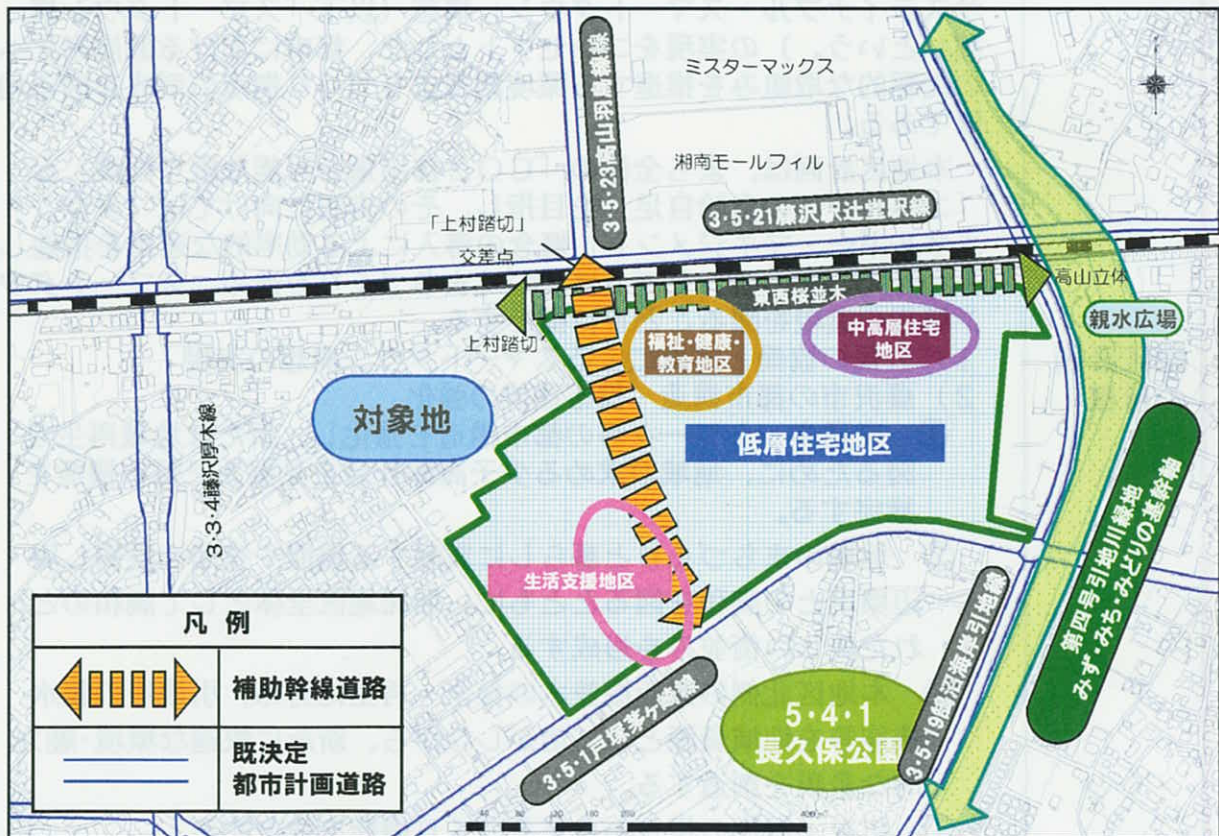 ミスターマックス
3・5・23高山羽鳥線
湘南モールフィル
3・5・21藤沢駅辻堂駅線
「上村踏切」
交差点
東西桜並木
高山立体
上村踏切
福祉・健康・
教育地区
中高層住宅
地区
親水広場
対象地
低層住宅地区
3・3・4藤沢厚木線
生活支援地区
第四号引地川緑地
みず・みち・みどりの基幹軸
凡例
補助幹線道路
既決定
都市計画道路
3・5・1戸塚茅ヶ崎線
5・4・1
長久保公園
3・5・19鵠沼海岸引地線